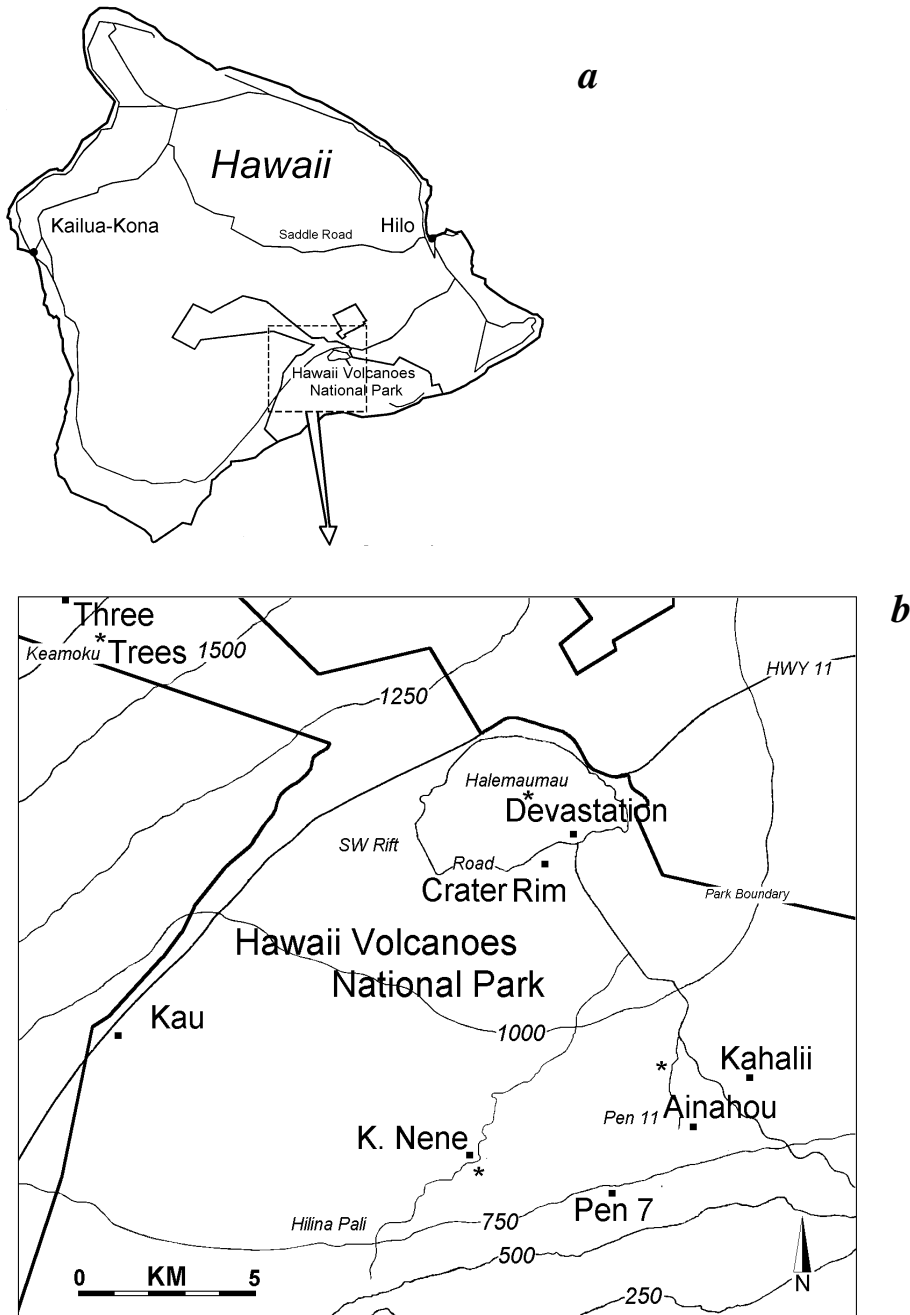 a
Hawaii
Kailua-Kona
Hilo
Saddle Road
Hawaii Volcanoes
National Park
b
Three
Trees
Keamoku
1500
1250
HWY 11
Halemaumau
Devastation
SW Rift
Road
Crater Rim
Park Boundary
Hawaii Volcanoes
National Park
Kau
1000
Kahalii
Pen 11
Ainahou
K. Nene
Pen 7
Hilina Pali
750
500
250
0 KM 5
N